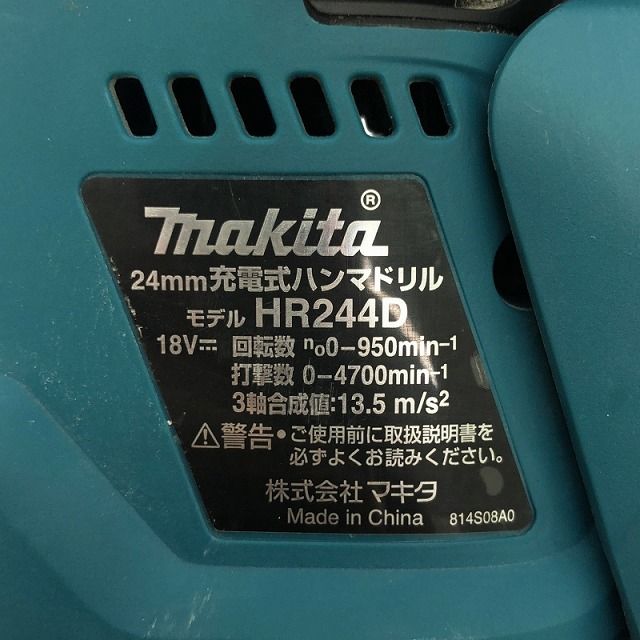 makita®
24mm充電式ハンマドリル
モデル HR244D
18V⎓ 回転数 n₀0-950min-1
打撃数 0-4700min-1
3軸合成値:13.5 m/s2
⚠警告・ご使用前に取扱説明書を
必ずよくお読みください。
株式会社マキタ
Made in China 814S08A0